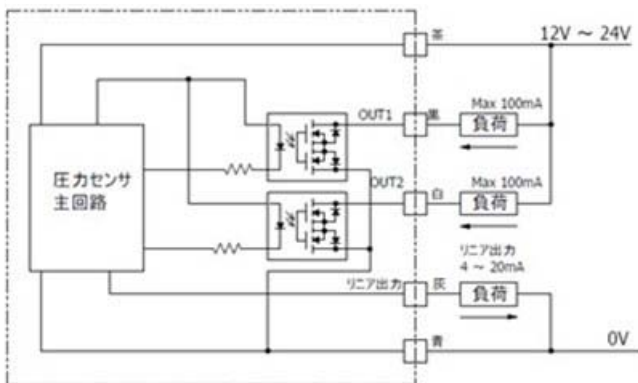 茶
12V ～ 24V
OUT1
黒
Max 100mA
負荷
圧力センサ
主回路
OUT2
白
Max 100mA
負荷
リニア出力
4 ～ 20mA
リニア出力
灰
負荷
青
0V